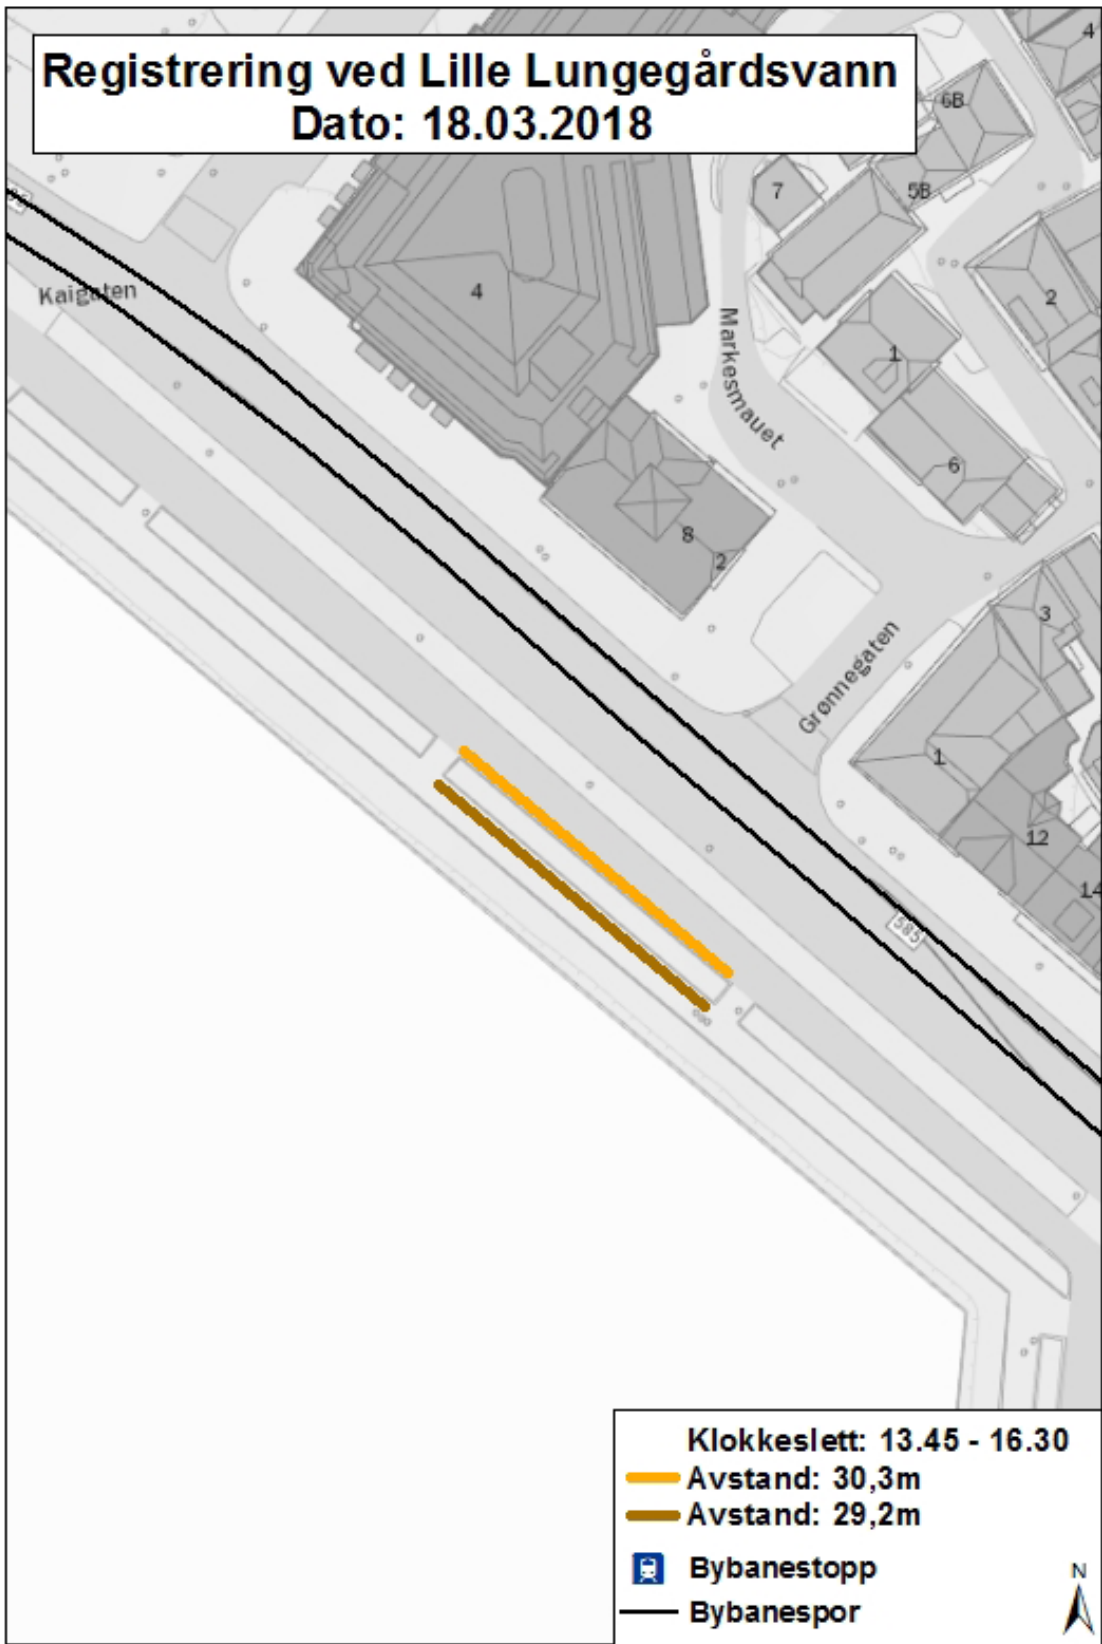 Registrering ved Lille Lungegårdsvann
Dato: 18.03.2018
4
6B
5B
7
2
Kaigaten
4
1
Markesmauet
6
8
2
3
Grønnegaten
1
12
14
585
Klokkeslett: 13.45 - 16.30
Avstand: 30,3m
Avstand: 29,2m
Bybanestopp
Bybanespor
N